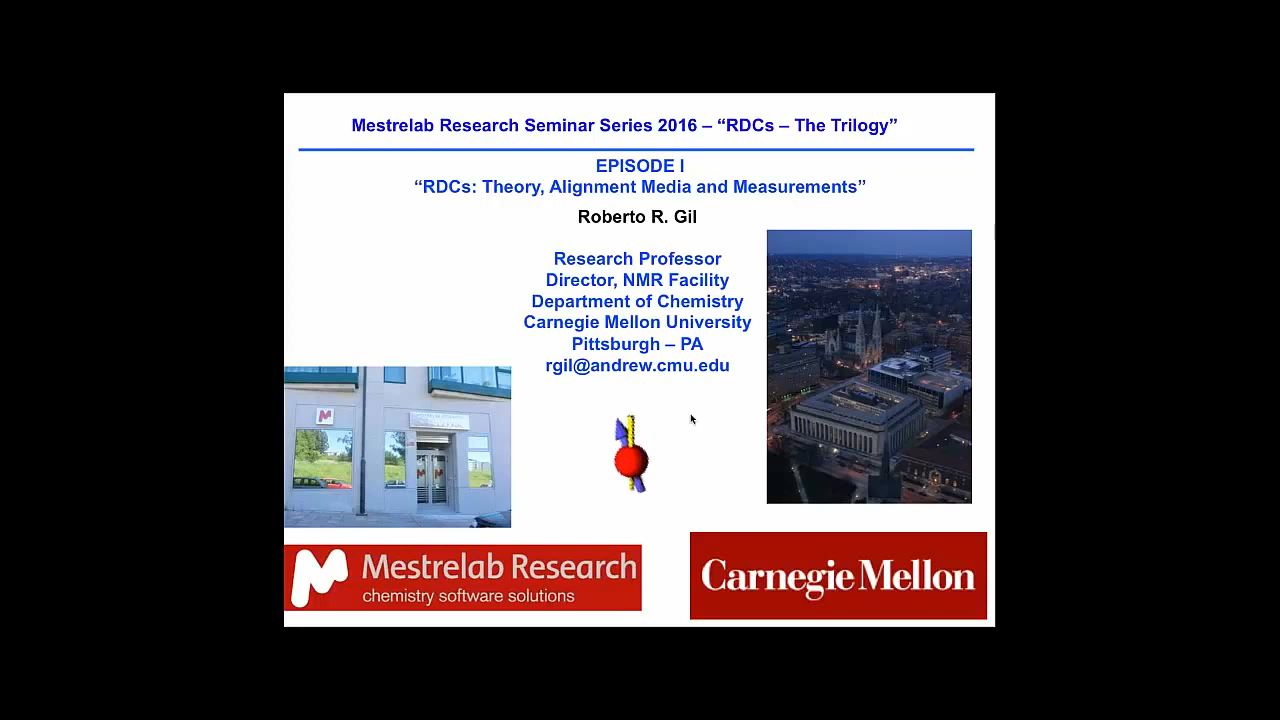 Mestrelab Research Seminar Series 2016 – “RDCs – The Trilogy”
EPISODE I
“RDCs: Theory, Alignment Media and Measurements”
Roberto R. Gil
Research Professor
Director, NMR Facility
Department of Chemistry
Carnegie Mellon University
Pittsburgh – PA
rgil@andrew.cmu.edu
Mestrelab Research
chemistry software solutions
Carnegie Mellon